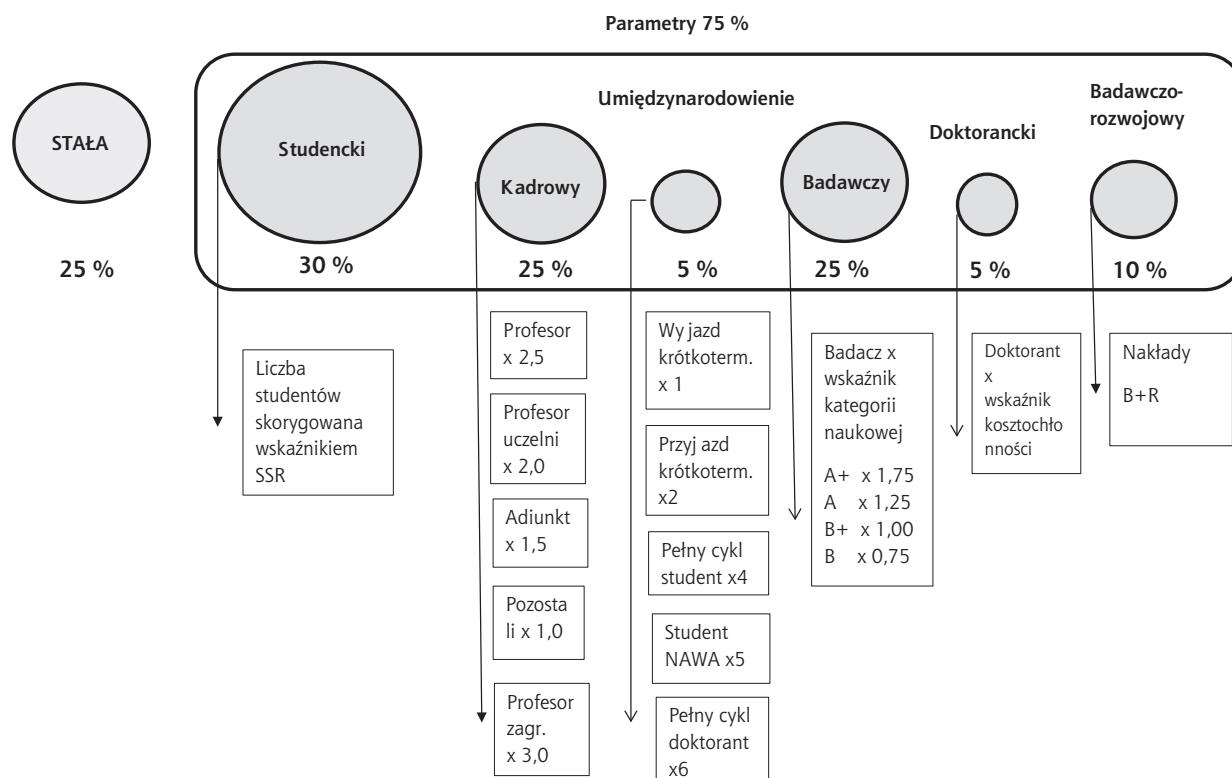 Parametry 75 %
STAŁA
25 %
Studencki
30 %
Kadrowy
25 %
Umiędzynarodowienie
5 %
Badawczy
25 %
Doktorancki
5 %
Badawczo-
rozwojowy
10 %
Liczba
studentów
skorygowana
wskaźnikiem
SSR
Profesor
x 2,5
Profesor
uczelni
x 2,0
Adiunkt
x 1,5
Pozosta
li x 1,0
Profesor
zagr.
x 3,0
Wy jazd
krótkoterm.
x 1
Przyj azd
krótkoterm.
x2
Pełny cykl
student x4
Student
NAWA x5
Pełny cykl
doktorant
x6
Badacz x
wskaźnik
kategorii
naukowej
A+ x 1,75
A x 1,25
B+ x 1,00
B x 0,75
Doktorant
x
wskaźnik
kosztochło
nności
Nakłady
B+R